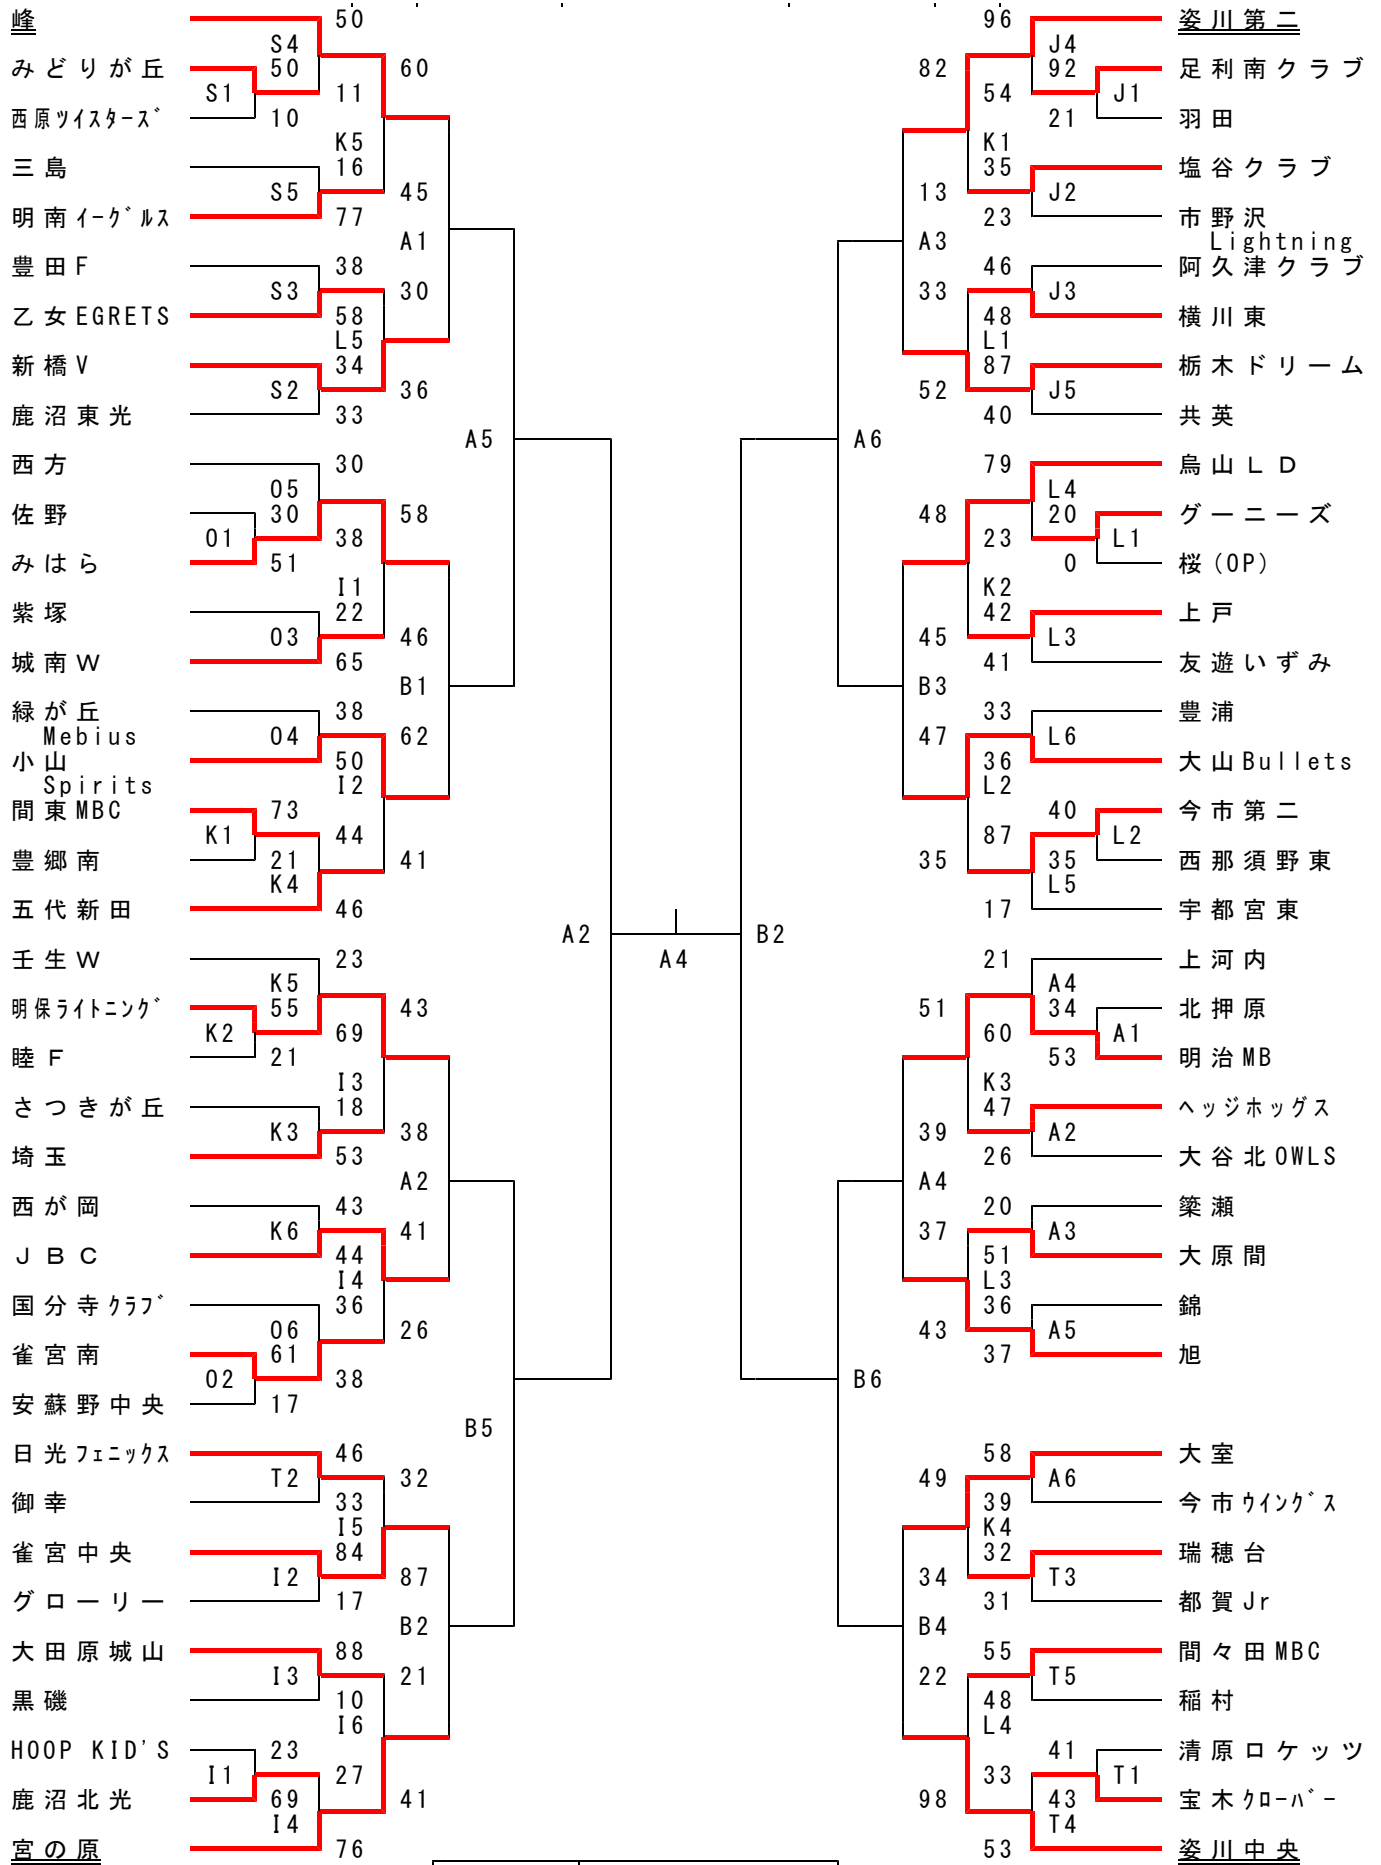 峰 50 96 姿川第二
S4 J4
みどりが丘 50 60 82 92 足利南クラブ
S1 11 54 J1
西原ﾂｲｽﾀｰｽﾞ 10 21 羽田
K5 K1
三島 16 35 塩谷クラブ
S5 45 13 J2
明南ｲｰｸﾞﾙｽ 77 23 市野沢
A1 A3 Lightning
豊田F 38 46 阿久津クラブ
S3 30 33 J3
乙女EGRETS 58 48 横川東
L5 L1
新橋V 34 87 栃木ドリーム
S2 36 52 J5
鹿沼東光 33 40 共英
A5 A6
西方 30 79 烏山ＬＤ
O5 L4
佐野 30 58 48 20 グーニーズ
O1 38 23 L1
みはら 51 0 桜(OP)
I1 K2
紫塚 22 42 上戸
O3 46 45 L3
城南Ｗ 65 41 友遊いずみ
B1 B3
緑が丘 38 33 豊浦
Mebius O4 62 47 L6
小山 50 36 大山Bullets
Spirits I2 L2
間東MBC 73 40 今市第二
K1 44 87 L2
豊郷南 21 41 35 35 西那須野東
K4 L5
五代新田 46 17 宇都宮東
A2 B2
壬生Ｗ 23 A4 21 上河内
K5 A4
明保ﾗｲﾄﾆﾝｸﾞ 55 43 51 34 北押原
K2 69 60 A1
睦Ｆ 21 53 明治MB
I3 K3
さつきが丘 18 47 ヘッジホッグス
K3 38 39 A2
埼玉 53 26 大谷北OWLS
A2 A4
西が岡 43 20 簗瀬
K6 41 37 A3
ＪＢＣ 44 51 大原間
I4 L3
国分寺ｸﾗﾌﾞ 36 36 錦
O6 26 43 A5
雀宮南 61 37 旭
O2 38 B6
安蘇野中央 17
B5
日光ﾌｪﾆｯｸｽ 46 58 大室
T2 32 49 A6
御幸 33 39 今市ｳｲﾝｸﾞｽ
I5 K4
雀宮中央 84 32 瑞穂台
I2 87 34 T3
グローリー 17 31 都賀Jr
B2 B4
大田原城山 88 55 間々田MBC
I3 21 22 T5
黒磯 10 48 稲村
I6 L4
HOOP KID'S 23 41 清原ロケッツ
I1 27 33 T1
鹿沼北光 69 41 98 43 宝木ｸﾛｰﾊﾞｰ
I4 T4
宮の原 76 53 姿川中央